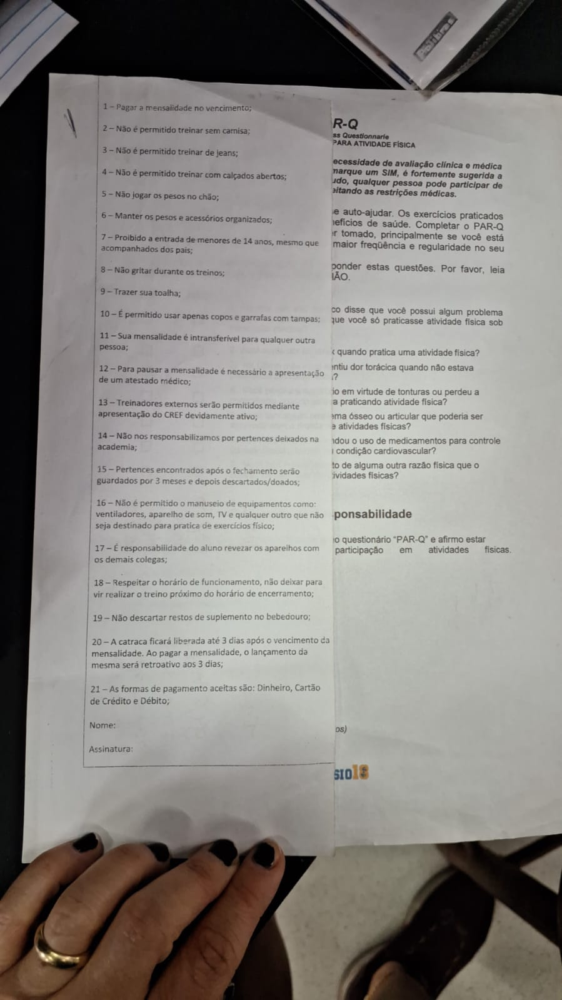 Polibras
1 – Pagar a mensalidade no vencimento;
2 – Não é permitido treinar sem camisa;
3 – Não é permitido treinar de jeans;
4 – Não é permitido treinar com calçados abertos;
5 – Não jogar os pesos no chão;
6 – Manter os pesos e acessórios organizados;
7 – Proibido a entrada de menores de 14 anos, mesmo que
acompanhados dos pais;
8 – Não gritar durante os treinos;
9 – Trazer sua toalha;
10 – É permitido usar apenas copos e garrafas com tampas;
11 – Sua mensalidade é intransferível para qualquer outra
pessoa;
12 – Para pausar a mensalidade é necessário a apresentação
de um atestado médico;
13 – Treinadores externos serão permitidos mediante
apresentação do CREF devidamente ativo;
14 – Não nos responsabilizamos por pertences deixados na
academia;
15 – Pertences encontrados após o fechamento serão
guardados por 3 meses e depois descartados/doados;
16 – Não é permitido o manuseio de equipamentos como:
ventiladores, aparelho de som, TV e qualquer outro que não
seja destinado para pratica de exercícios físico;
17 – É responsabilidade do aluno revezar os aparelhos com
os demais colegas;
18 – Respeitar o horário de funcionamento, não deixar para
vir realizar o treino próximo do horário de encerramento;
19 – Não descartar restos de suplemento no bebedouro;
20 – A catraca ficará liberada até 3 dias após o vencimento da
mensalidade. Ao pagar a mensalidade, o lançamento da
mesma será retroativo aos 3 dias;
21 – As formas de pagamento aceitas são: Dinheiro, Cartão
de Crédito e Débito;
Nome:
Assinatura:
R-Q
ss Questionnarie
PARA ATIVIDADE FÍSICA
ecessidade de avaliação clínica e médica
marque um SIM, é fortemente sugerida a
udo, qualquer pessoa pode participar de
eitando as restrições médicas.
e auto-ajudar. Os exercícios praticados
nefícios de saúde. Completar o PAR-Q
r tomado, principalmente se você está
maior freqüência e regularidade no seu
ponder estas questões. Por favor, leia
ÃO.
co disse que você possui algum problema
que você só praticasse atividade física sob
quando pratica uma atividade física?
entiu dor torácica quando não estava
?
io em virtude de tonturas ou perdeu a
a praticando atividade física?
ema ósseo ou articular que poderia ser
e atividades físicas?
ndou o uso de medicamentos para controle
condição cardiovascular?
to de alguma outra razão física que o
ividades físicas?
ponsabilidade
o questionário "PAR-Q" e afirmo estar
participação em atividades físicas.
os)
SIO18